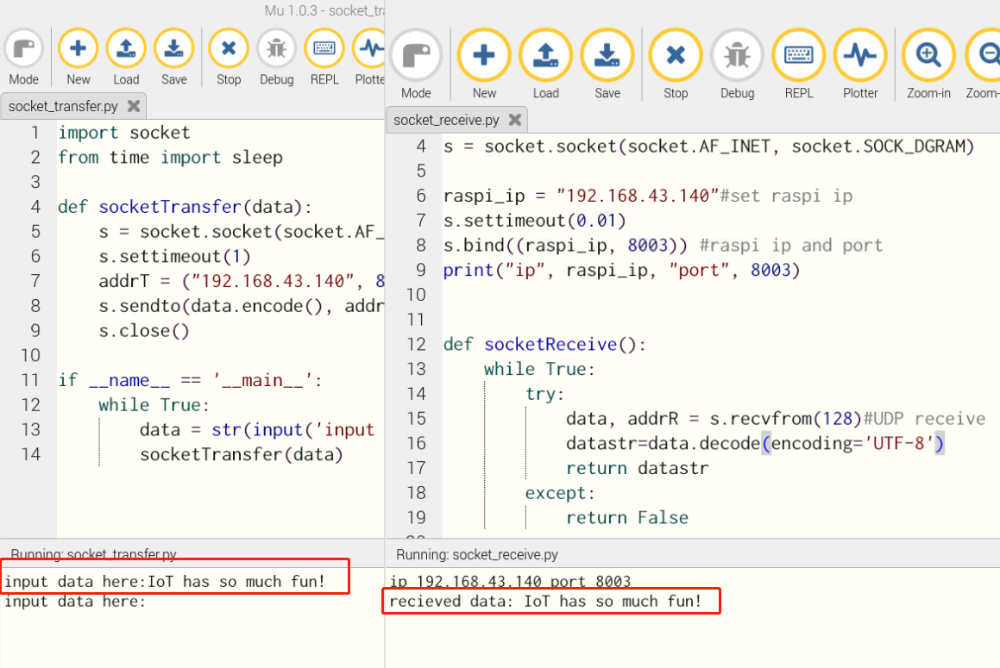 Mu 1.0.3 - socket_tra
Mode New Load Save Stop Debug REPL Plotte
socket_transfer.py
1 import socket
2 from time import sleep
3
4 def socketTransfer(data):
5 s = socket.socket(socket.AF_
6 s.settimeout(1)
7 addrT = ("192.168.43.140", 8
8 s.sendto(data.encode(), addr
9 s.close()
10
11 if __name__ == '__main__':
12 while True:
13 data = str(input('input
14 socketTransfer(data)
Running: socket_transfer.py
input data here:IoT has so much fun!
input data here:
Mode New Load Save Stop Debug REPL Plotter Zoom-in Zoom-
socket_receive.py
4 s = socket.socket(socket.AF_INET, socket.SOCK_DGRAM)
5
6 raspi_ip = "192.168.43.140"#set raspi ip
7 s.settimeout(0.01)
8 s.bind((raspi_ip, 8003)) #raspi ip and port
9 print("ip", raspi_ip, "port", 8003)
10
11
12 def socketReceive():
13 while True:
14 try:
15 data, addrR = s.recvfrom(128)#UDP receive
16 datastr=data.decode(encoding='UTF-8')
17 return datastr
18 except:
19 return False
Running: socket_receive.py
ip 192.168.43.140 port 8003
recieved data: IoT has so much fun!